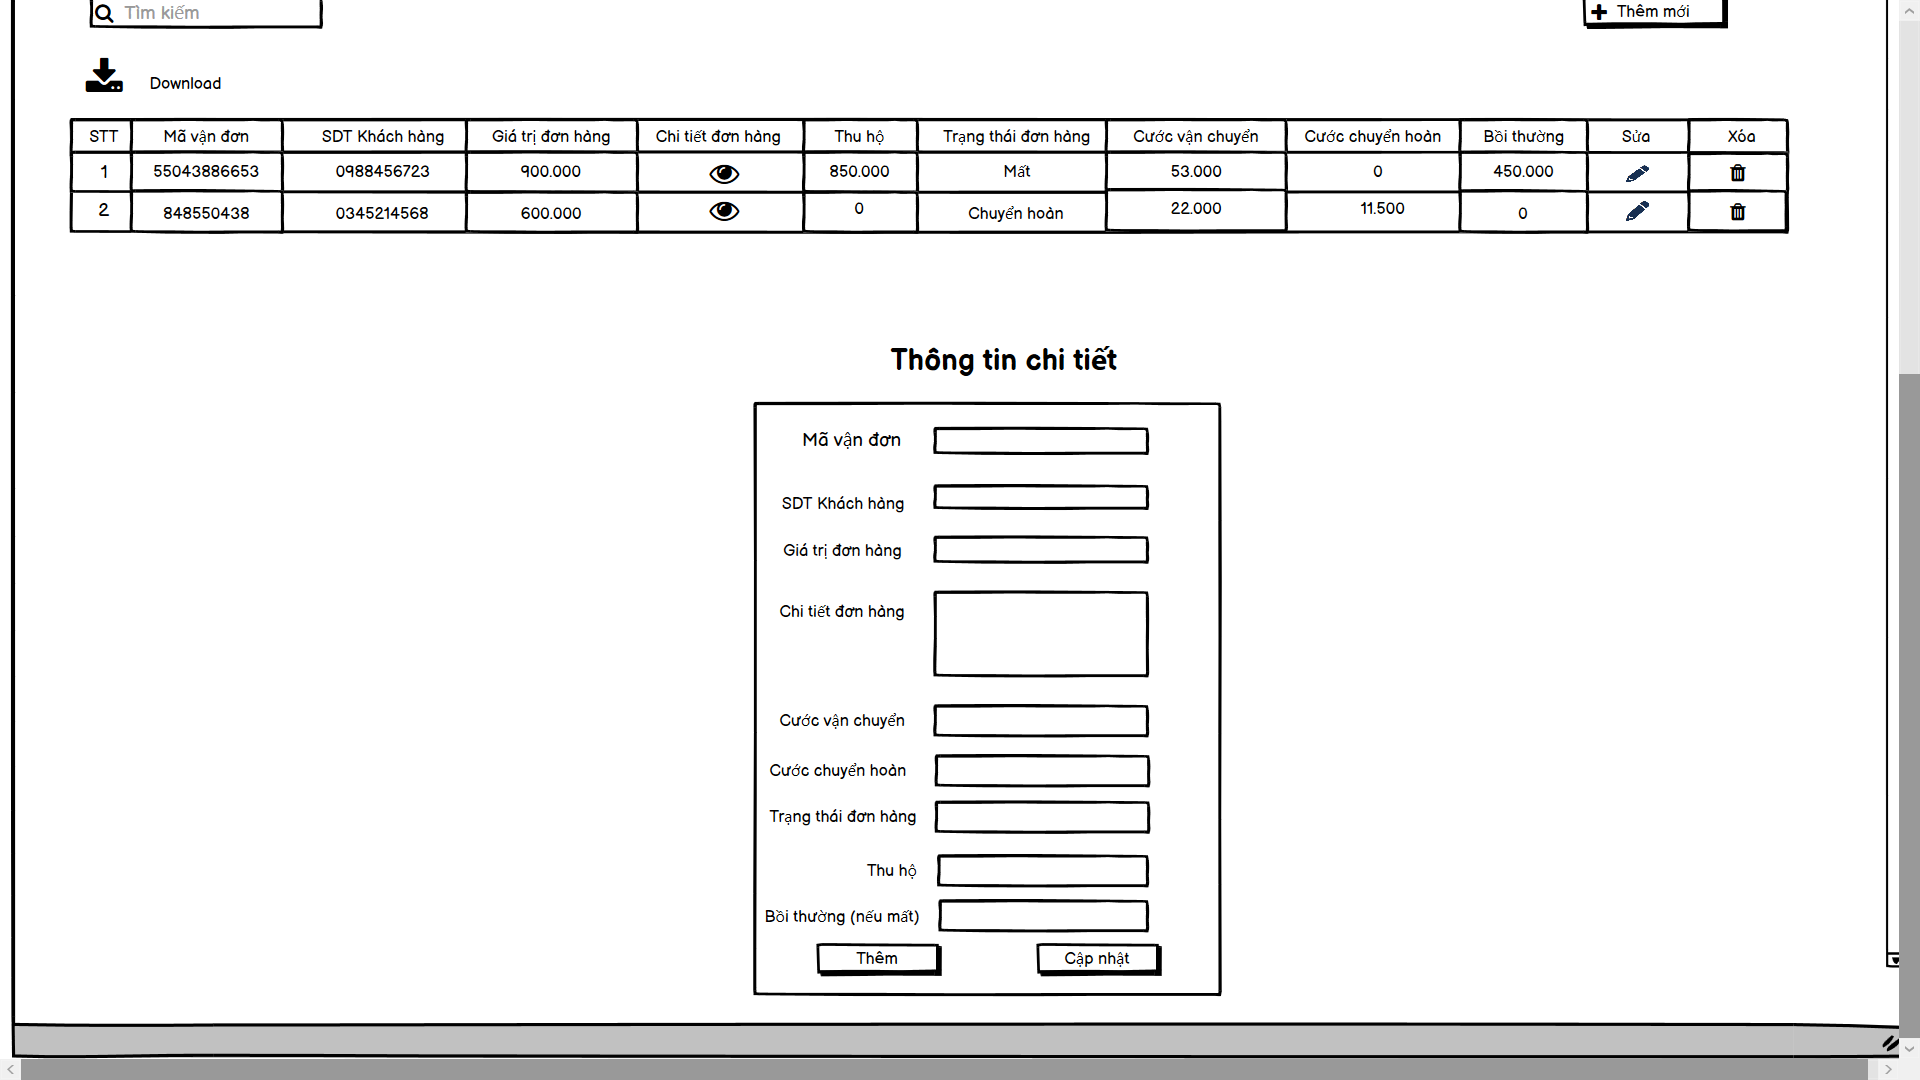 Tìm kiếm
Thêm mới
Download
STT Mã vận đơn SDT Khách hàng Giá trị đơn hàng Chi tiết đơn hàng Thu hộ Trạng thái đơn hàng Cước vận chuyển Cước chuyển hoàn Bồi thường Sửa Xóa
1 55043886653 0988456723 900.000 850.000 Mất 53.000 0 450.000
2 848550438 0345214568 600.000 0 Chuyển hoàn 22.000 11.500 0
Thông tin chi tiết
Mã vận đơn
SDT Khách hàng
Giá trị đơn hàng
Chi tiết đơn hàng
Cước vận chuyển
Cước chuyển hoàn
Trạng thái đơn hàng
Thu hộ
Bồi thường (nếu mất)
Thêm Cập nhật